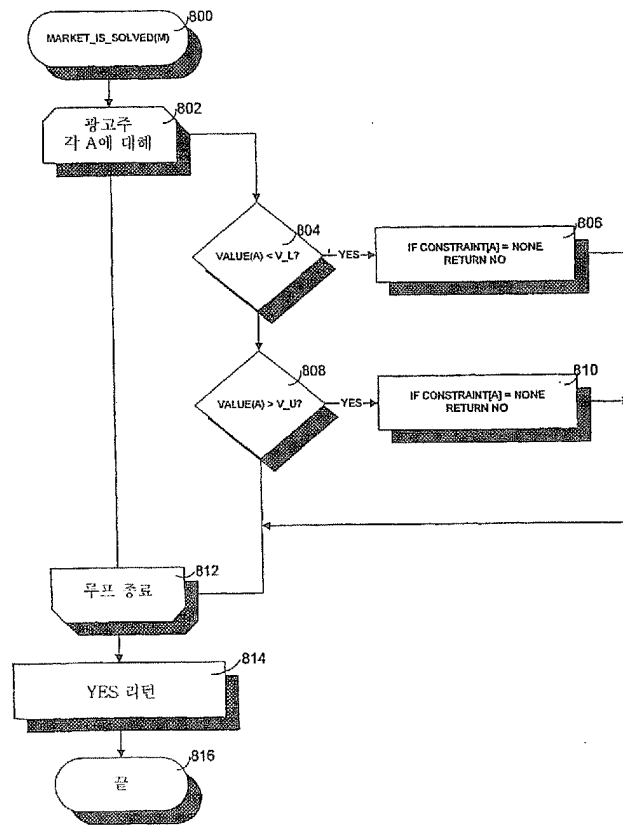 800
MARKET_IS_SOLVED(M)
802
광고주
각 A에 대해
804
VALUE(A) < V_L?
YES
806
IF CONSTRAINT[A] = NONE
RETURN NO
808
VALUE(A) > V_U?
YES
810
IF CONSTRAINT[A] = NONE
RETURN NO
812
루프 종료
814
YES 리턴
816
끝